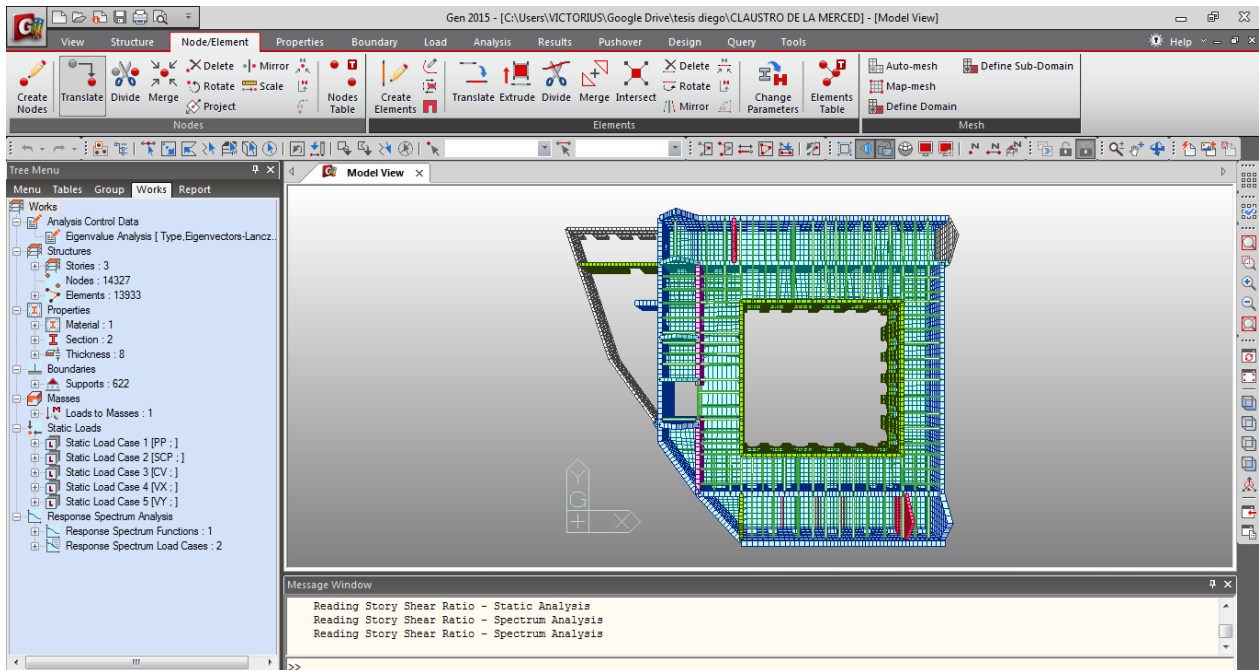 Gen 2015 - [C:\Users\VICTORIUS\Google Drive\tesis diego\CLAUSTRO DE LA MERCED] - [Model View]
View Structure Node/Element Properties Boundary Load Analysis Results Pushover Design Query Tools Help
Delete Mirror Delete Auto-mesh Define Sub-Domain
Rotate Scale Rotate Map-mesh
Create Nodes Translate Divide Merge Project Nodes Table Create Elements Translate Extrude Divide Merge Intersect Mirror Change Parameters Elements Table Define Domain
Nodes Elements Mesh
Tree Menu
Model View
Menu Tables Group Works Report
Works
Analysis Control Data
Eigenvalue Analysis [ Type,Eigenvectors-Lancz...
Structures
Stories : 3
Nodes : 14327
Elements : 13933
Properties
Material : 1
Section : 2
Thickness : 8
Boundaries
Supports : 622
Masses
Loads to Masses : 1
Static Loads
Static Load Case 1 [PP ; ]
Static Load Case 2 [SCP ; ]
Static Load Case 3 [CV ; ]
Static Load Case 4 [VX ; ]
Static Load Case 5 [VY ; ]
Response Spectrum Analysis
Response Spectrum Functions : 1
Response Spectrum Load Cases : 2
Y
G
X
Message Window
Reading Story Shear Ratio - Static Analysis
Reading Story Shear Ratio - Spectrum Analysis
Reading Story Shear Ratio - Spectrum Analysis
>>